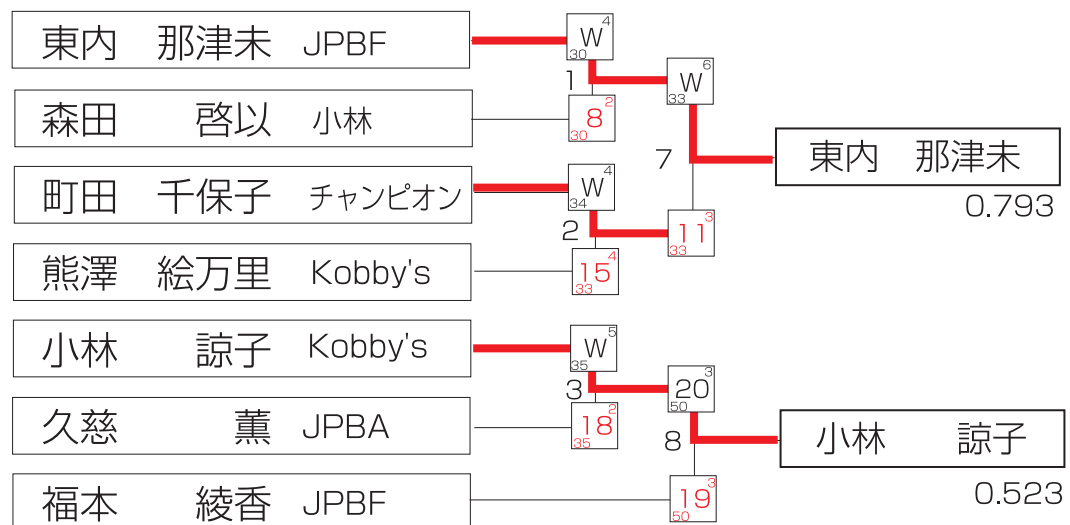 東内 那津未 JPBF
W 4 30
1
W 6 33
森田 啓以 小林
8 2 30
7
東内 那津未
0.793
町田 千保子 チャンピオン
W 4 34
2
11 3 33
熊澤 絵万里 Kobby's
15 4 33
小林 諒子 Kobby's
W 5 35
3
20 3 50
久慈 薫 JPBA
18 2 35
8
小林 諒子
0.523
福本 綾香 JPBF
19 3 50